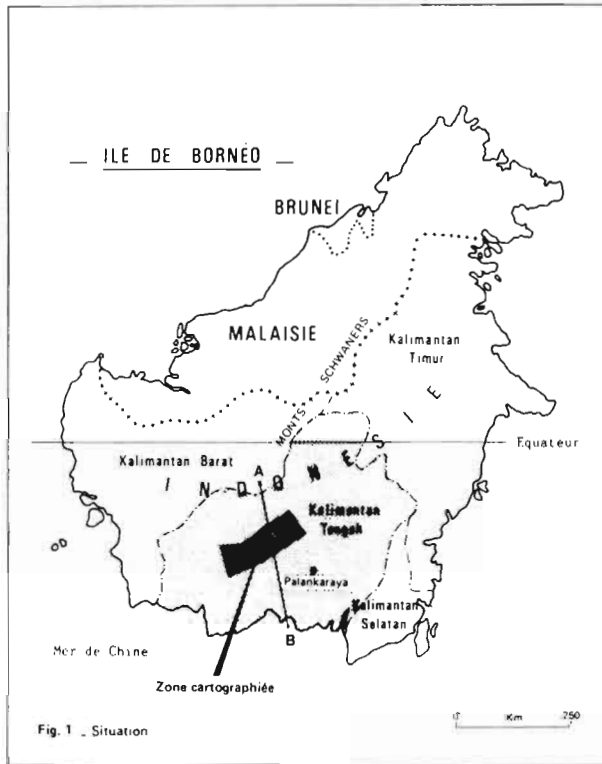 _ ILE DE BORNÉO _
BRUNEI
MALAISIE
MONTS SCHWANERS
Kalimantan
Timur
Equateur
Kalimantan Barat
INDONESIE
A
Kalimantan
Tengah
Palankaraya
Kalimantan
Selatan
B
Mer de Chine
Zone cartographiée
Fig. 1 _ Situation
0 Km 250